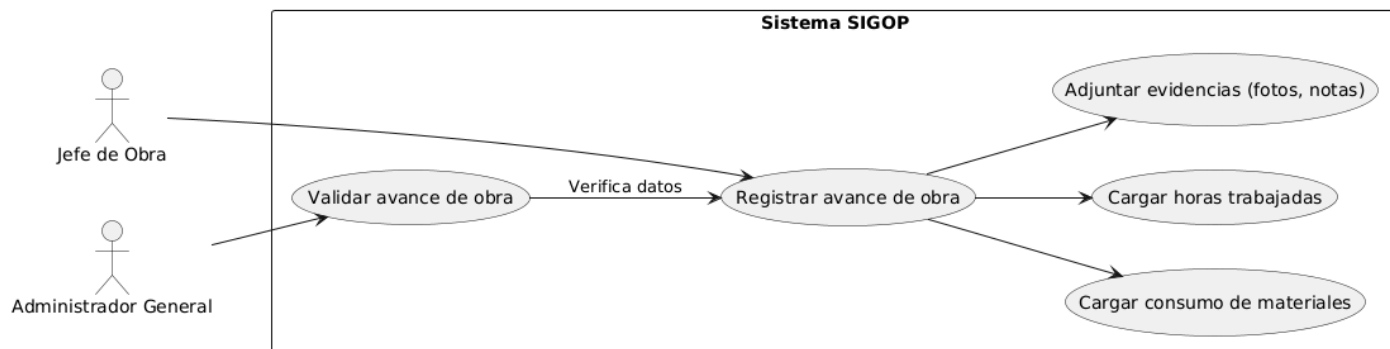 Sistema SIGOP
Jefe de Obra
Administrador General
Validar avance de obra
Verifica datos
Registrar avance de obra
Adjuntar evidencias (fotos, notas)
Cargar horas trabajadas
Cargar consumo de materiales